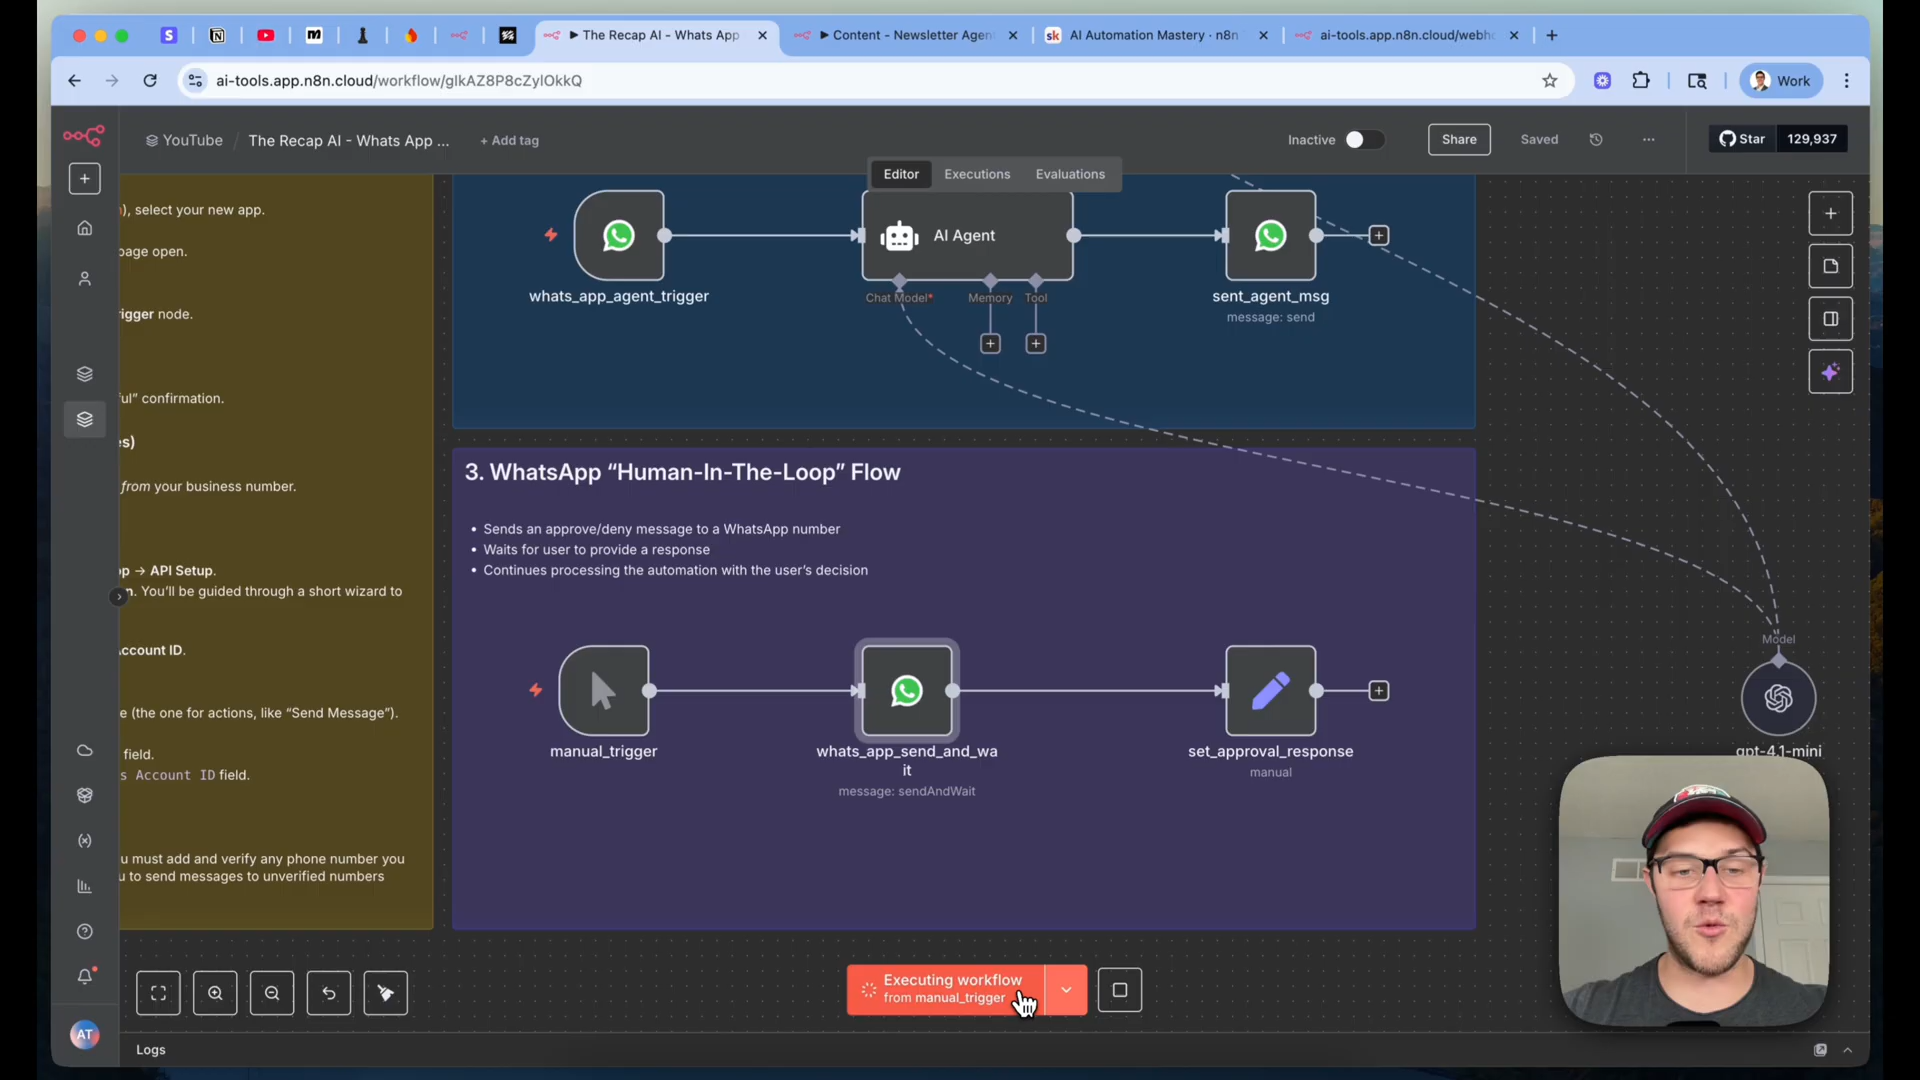 The Recap AI - Whats App
Content - Newsletter Agen
sk AI Automation Mastery · n8n
ai-tools.app.n8n.cloud/webh
ai-tools.app.n8n.cloud/workflow/glkAZ8P8cZylOkkQ
Work
YouTube / The Recap AI - Whats App ...
+ Add tag
Inactive
Share
Saved
Star 129,937
Editor
Executions
Evaluations
), select your new app.
page open.
rigger node.
ful” confirmation.
es)
from your business number.
pp → API Setup.
n. You’ll be guided through a short wizard to
Account ID.
e (the one for actions, like “Send Message”).
field.
s Account ID field.
u must add and verify any phone number you
u to send messages to unverified numbers
AI Agent
whats_app_agent_trigger
Chat Model*
Memory
Tool
sent_agent_msg
message: send
3. WhatsApp “Human-In-The-Loop” Flow
• Sends an approve/deny message to a WhatsApp number
• Waits for user to provide a response
• Continues processing the automation with the user’s decision
manual_trigger
whats_app_send_and_wa
it
message: sendAndWait
set_approval_response
manual
Model
gpt-4.1-mini
Executing workflow
from manual_trigger
AT
Logs